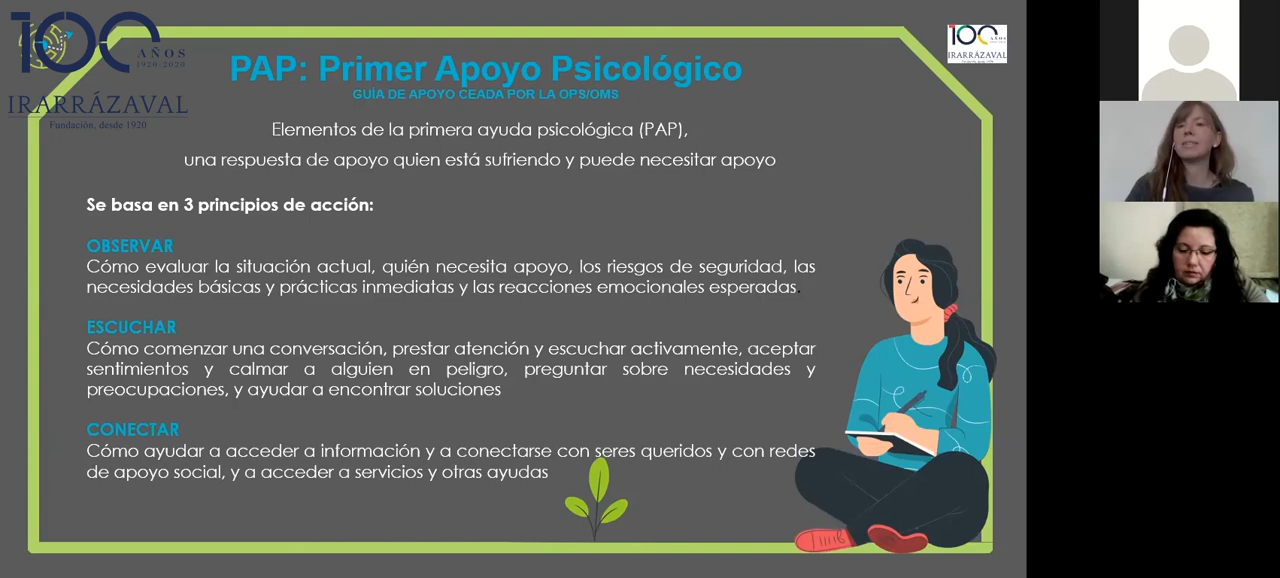 100
AÑOS
1920-2020
IRARRÁZAVAL
Fundación, desde 1920
100
AÑOS
IRARRÁZAVAL
PAP: Primer Apoyo Psicológico
GUÍA DE APOYO CEADA POR LA OPS/OMS
Elementos de la primera ayuda psicológica (PAP),
una respuesta de apoyo quien está sufriendo y puede necesitar apoyo
Se basa en 3 principios de acción:
OBSERVAR
Cómo evaluar la situación actual, quién necesita apoyo, los riesgos de seguridad, las
necesidades básicas y prácticas inmediatas y las reacciones emocionales esperadas.
ESCUCHAR
Cómo comenzar una conversación, prestar atención y escuchar activamente, aceptar
sentimientos y calmar a alguien en peligro, preguntar sobre necesidades y
preocupaciones, y ayudar a encontrar soluciones
CONECTAR
Cómo ayudar a acceder a información y a conectarse con seres queridos y con redes
de apoyo social, y a acceder a servicios y otras ayudas